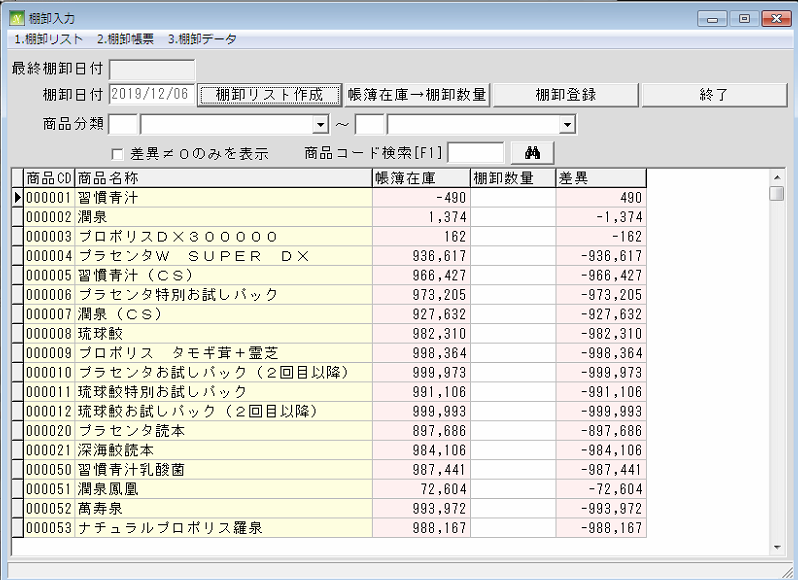 棚卸入力
1.棚卸リスト 2.棚卸帳票 3.棚卸データ
最終棚卸日付
棚卸日付 2019/12/06 棚卸リスト作成 帳簿在庫→棚卸数量 棚卸登録 終了
商品分類 ～
差異≠0のみを表示 商品コード検索[F1]
商品CD 商品名称 帳簿在庫 棚卸数量 差異
000001 習慣青汁 -490 490
000002 潤泉 1,374 -1,374
000003 プロポリスＤＸ３０００００ 162 -162
000004 プラセンタＷ　ＳＵＰＥＲ　ＤＸ 936,617 -936,617
000005 習慣青汁（ＣＳ） 966,427 -966,427
000006 プラセンタ特別お試しパック 973,205 -973,205
000007 潤泉（ＣＳ） 927,632 -927,632
000008 琉球鮫 982,310 -982,310
000009 プロポリス　タモギ茸＋霊芝 998,364 -998,364
000010 プラセンタお試しパック（２回目以降） 999,973 -999,973
000011 琉球鮫特別お試しパック 991,106 -991,106
000012 琉球鮫お試しパック（２回目以降） 999,993 -999,993
000020 プラセンタ読本 897,686 -897,686
000021 深海鮫読本 984,106 -984,106
000050 習慣青汁乳酸菌 987,441 -987,441
000051 潤泉鳳凰 72,604 -72,604
000052 萬寿泉 993,972 -993,972
000053 ナチュラルプロポリス羅泉 988,167 -988,167